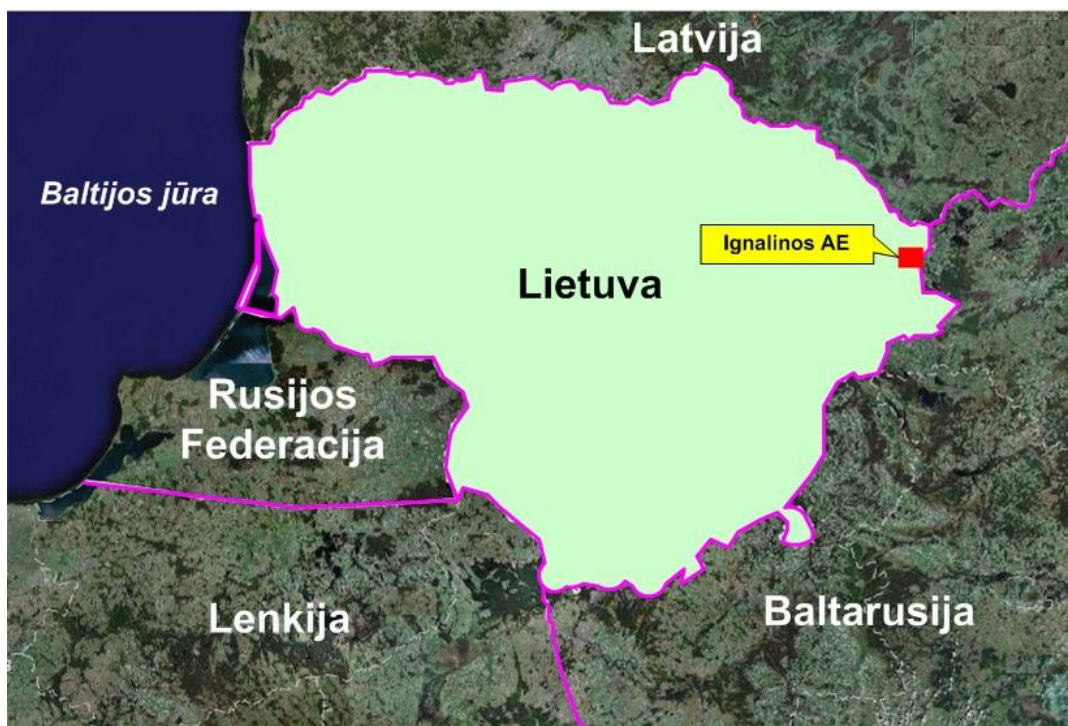 Latvija
Baltijos jūra
Ignalinos AE
Lietuva
Rusijos
Federacija
Lenkija
Baltarusija